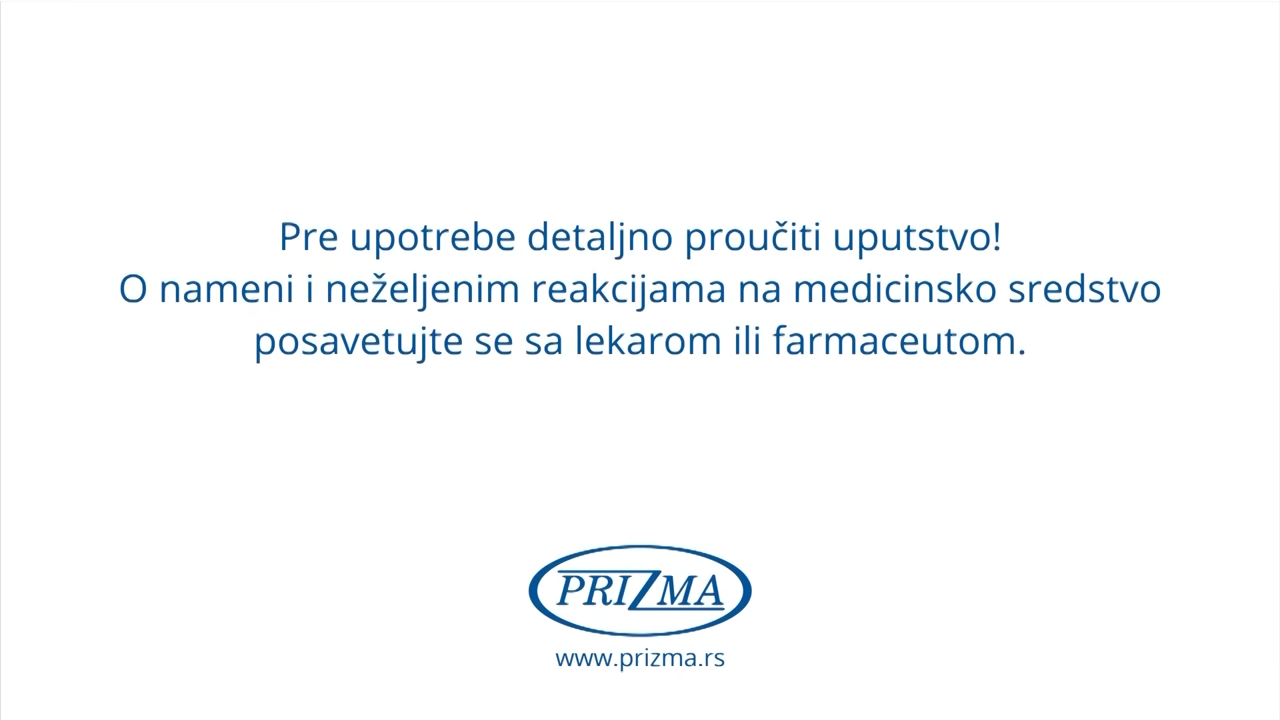 Pre upotrebe detaljno proučiti uputstvo!
O nameni i neželjenim reakcijama na medicinsko sredstvo
posavetujte se sa lekarom ili farmaceutom.
PRIZMA
www.prizma.rs